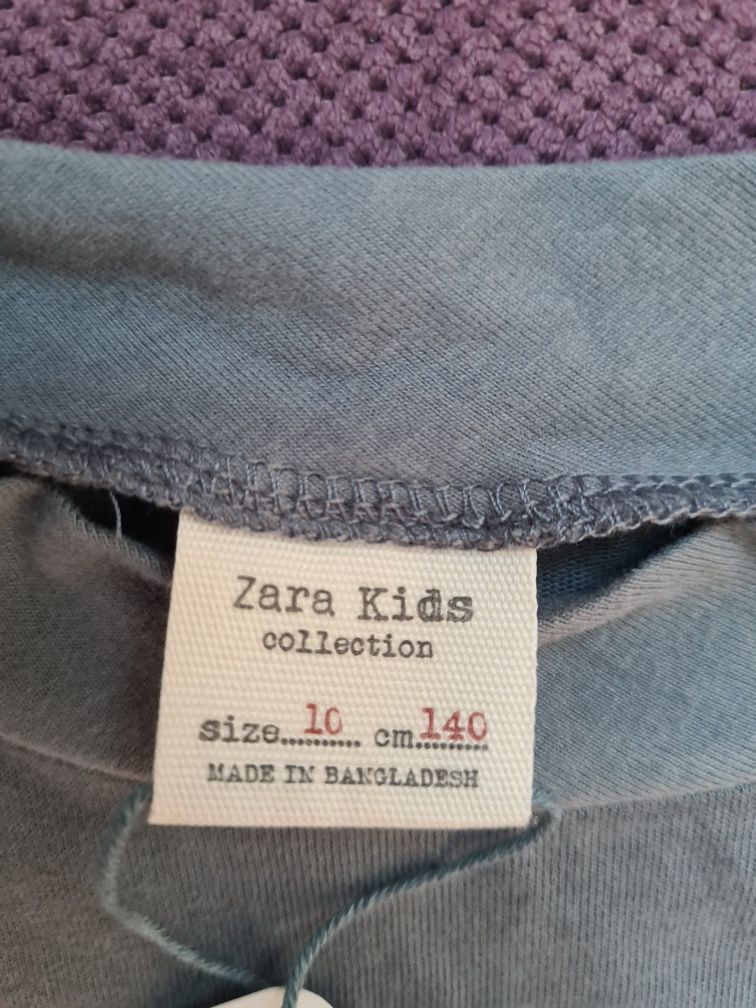 Zara Kids
collection
size..10.... cm.140
MADE IN BANGLADESH